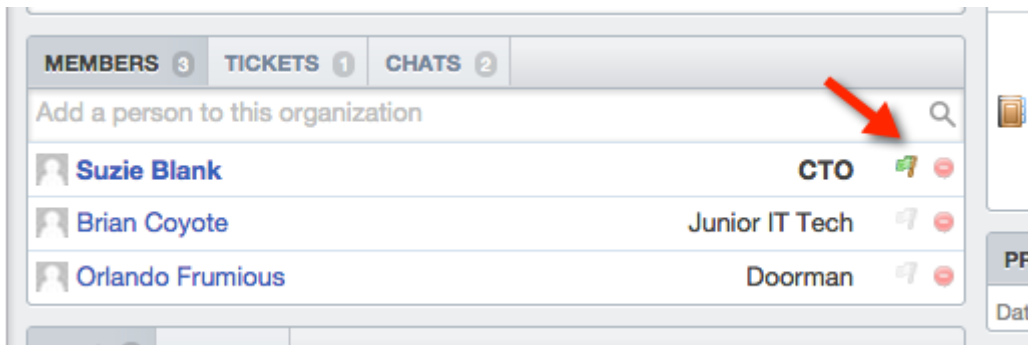 MEMBERS 3 TICKETS 1 CHATS 2
Add a person to this organization
Suzie Blank CTO
Brian Coyote Junior IT Tech
Orlando Frumious Doorman